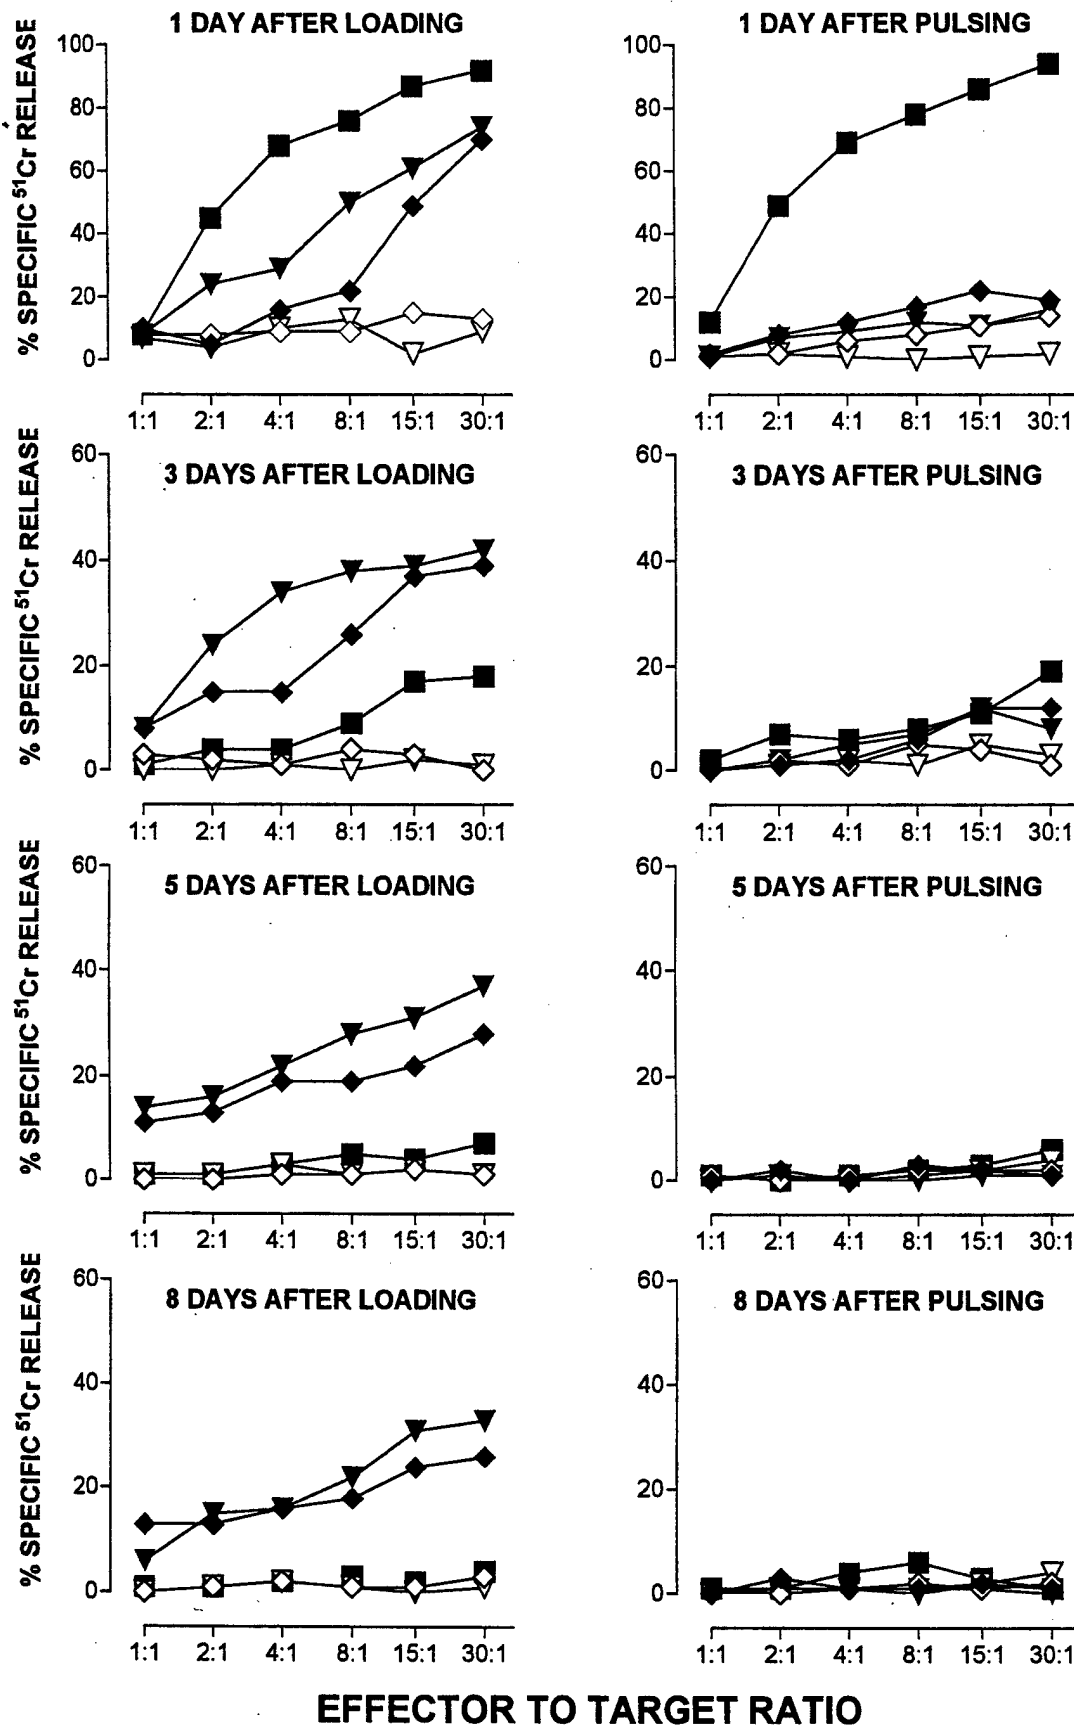 1 DAY AFTER LOADING
% SPECIFIC 51Cr RELEASE
100
80
60
40
20
0
1:1 2:1 4:1 8:1 15:1 30:1
1 DAY AFTER PULSING
100
80
60
40
20
0
1:1 2:1 4:1 8:1 15:1 30:1
3 DAYS AFTER LOADING
% SPECIFIC 51Cr RELEASE
60
40
20
0
1:1 2:1 4:1 8:1 15:1 30:1
3 DAYS AFTER PULSING
60
40
20
0
1:1 2:1 4:1 8:1 15:1 30:1
5 DAYS AFTER LOADING
% SPECIFIC 51Cr RELEASE
60
40
20
0
1:1 2:1 4:1 8:1 15:1 30:1
5 DAYS AFTER PULSING
60
40
20
0
1:1 2:1 4:1 8:1 15:1 30:1
8 DAYS AFTER LOADING
% SPECIFIC 51Cr RELEASE
60
40
20
0
1:1 2:1 4:1 8:1 15:1 30:1
8 DAYS AFTER PULSING
60
40
20
0
1:1 2:1 4:1 8:1 15:1 30:1
EFFECTOR TO TARGET RATIO